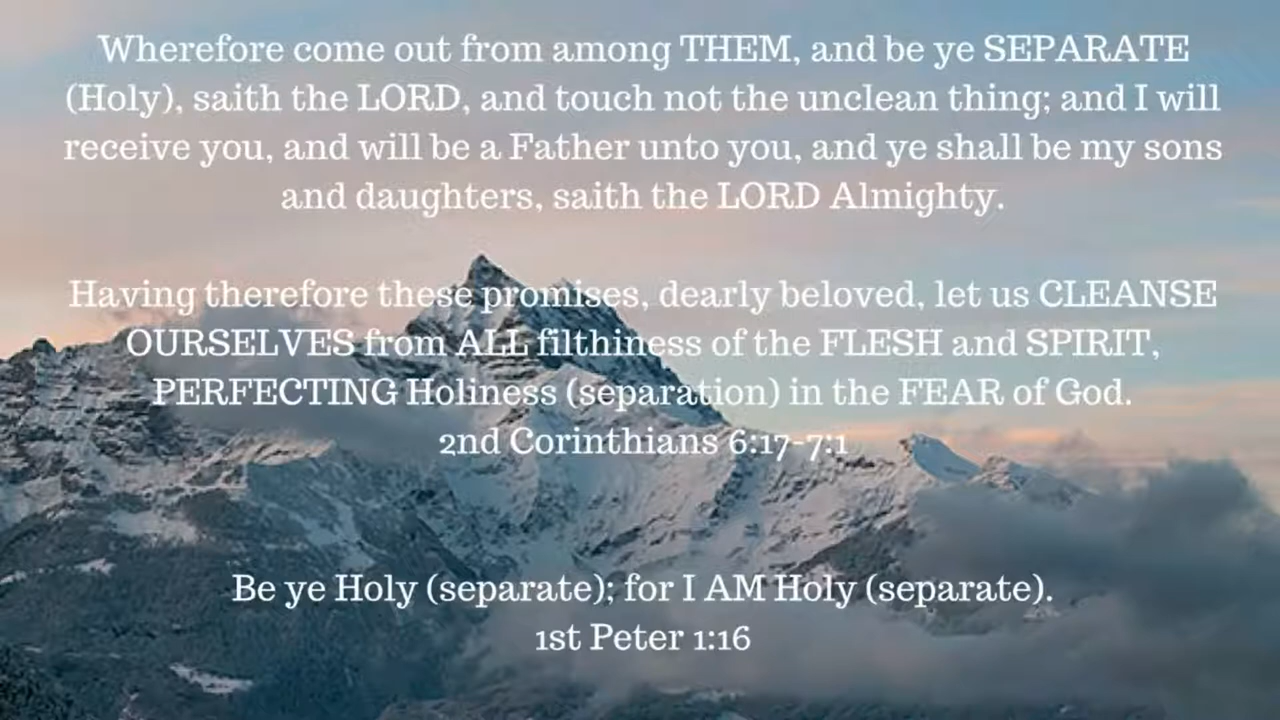 Wherefore come out from among THEM, and be ye SEPARATE
(Holy), saith the LORD, and touch not the unclean thing; and I will
receive you, and will be a Father unto you, and ye shall be my sons
and daughters, saith the LORD Almighty.
Having therefore these promises, dearly beloved, let us CLEANSE
OURSELVES from ALL filthiness of the FLESH and SPIRIT,
PERFECTING Holiness (separation) in the FEAR of God.
2nd Corinthians 6:17-7:1
Be ye Holy (separate); for I AM Holy (separate).
1st Peter 1:16